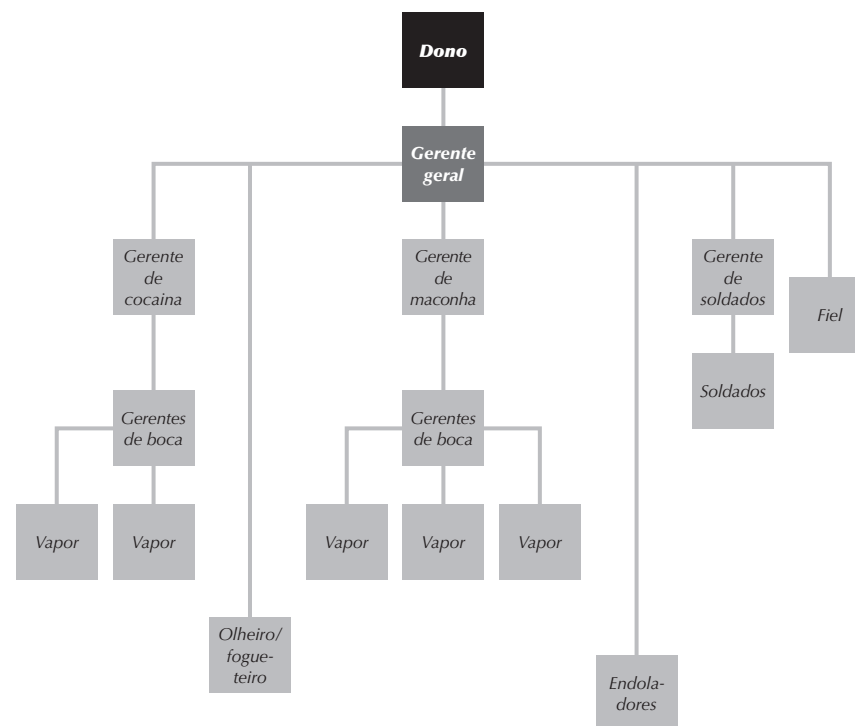 Dono
Gerente
geral
Gerente
de
cocaina
Gerente
de
maconha
Gerente
de
soldados
Fiel
Soldados
Gerentes
de boca
Gerentes
de boca
Vapor
Vapor
Vapor
Vapor
Vapor
Olheiro/
fogue-
teiro
Endola-
dores